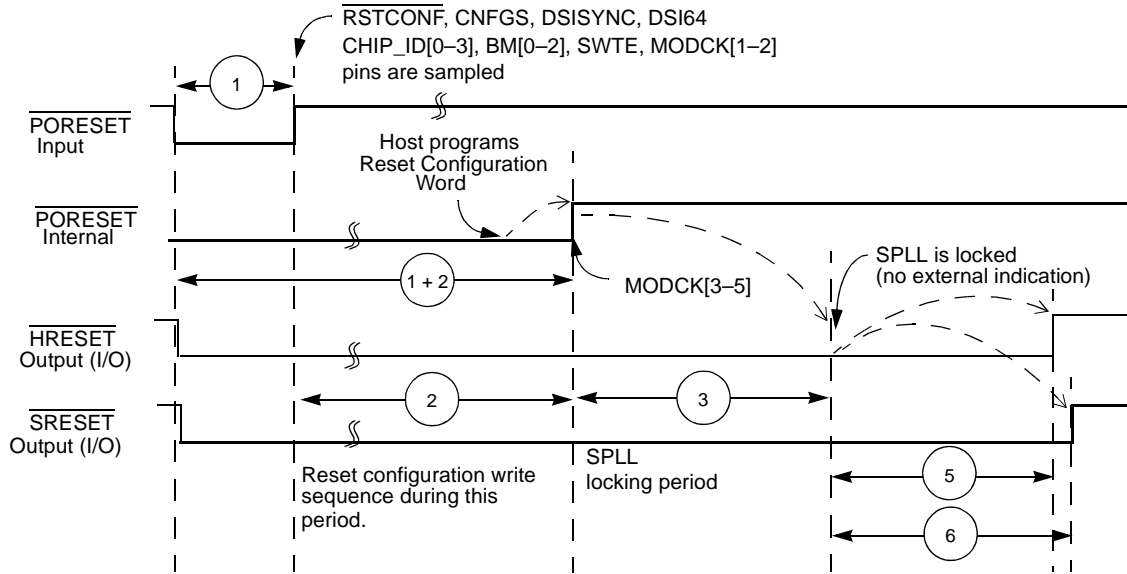 RSTCONF, CNFGS, DSISYNC, DSI64
CHIP_ID[0–3], BM[0–2], SWTE, MODCK[1–2]
pins are sampled
1
PORESET
Input
Host programs
Reset Configuration
Word
PORESET
Internal
1 + 2
MODCK[3–5]
SPLL is locked
(no external indication)
HRESET
Output (I/O)
2
3
SRESET
Output (I/O)
Reset configuration write
sequence during this
period.
SPLL
locking period
5
6